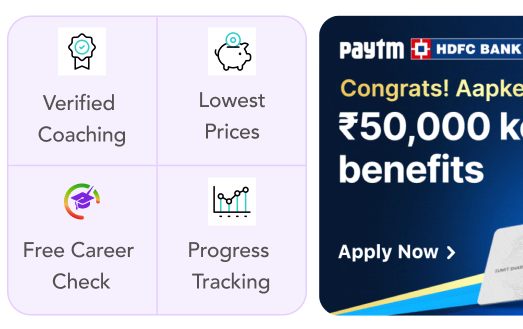 Verified
Coaching
Lowest
Prices
Free Career
Check
Progress
Tracking
paytm HDFC BANK
Congrats! Aapke
₹50,000 k
benefits
Apply Now